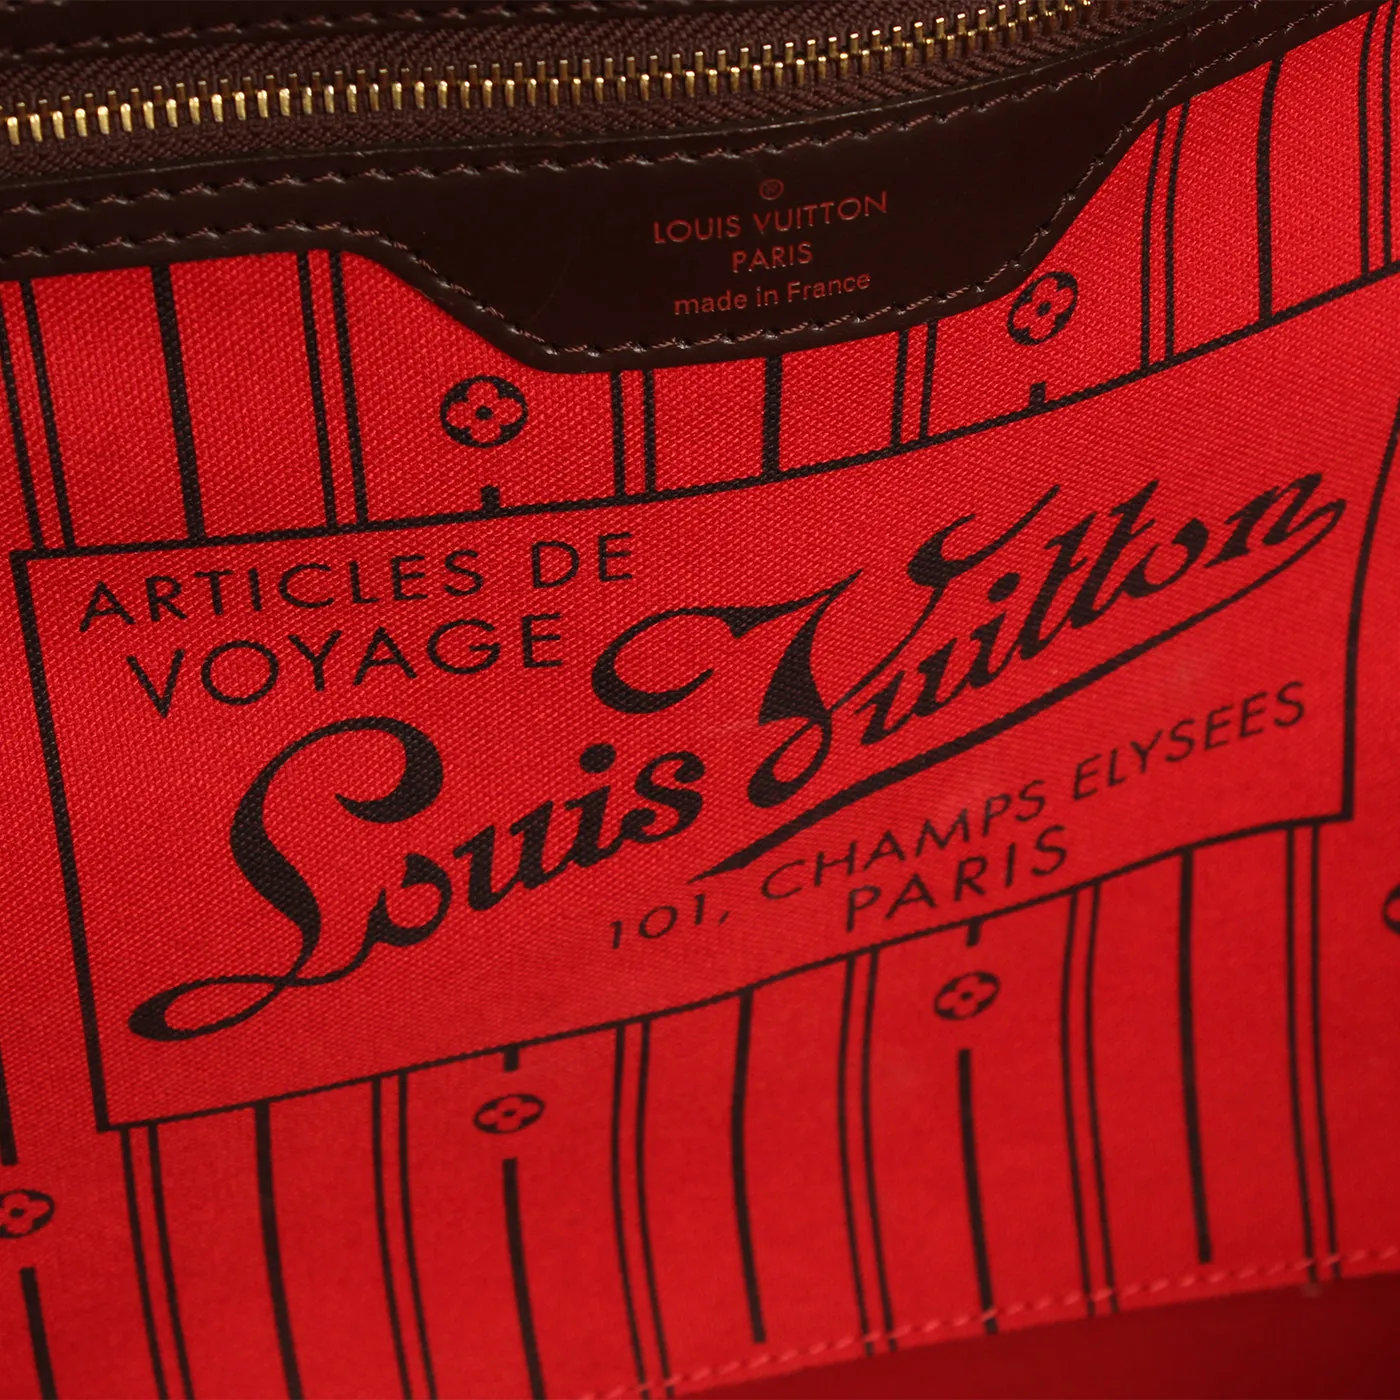 ®
LOUIS VUITTON
PARIS
made in France
ARTICLES DE
VOYAGE
Louis Vuitton
101, CHAMPS ELYSEES
PARIS